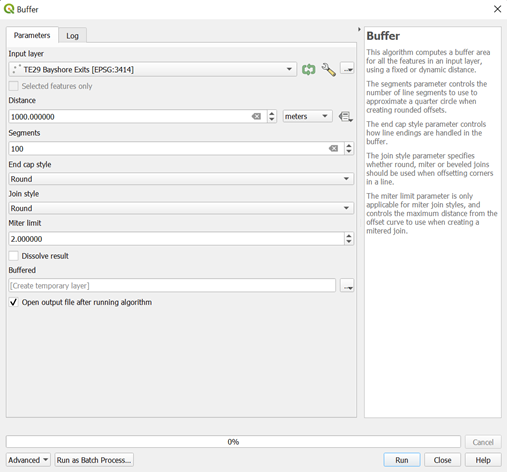 Buffer
Parameters
Log
Input layer
TE29 Bayshore Exits [EPSG:3414]
...
Selected features only
Distance
1000.000000
meters
Segments
100
End cap style
Round
Join style
Round
Miter limit
2.000000
Dissolve result
Buffered
[Create temporary layer]
...
Open output file after running algorithm
Buffer
This algorithm computes a buffer area
for all the features in an input layer,
using a fixed or dynamic distance.
The segments parameter controls the
number of line segments to use to
approximate a quarter circle when
creating rounded offsets.
The end cap style parameter controls
how line endings are handled in the
buffer.
The join style parameter specifies
whether round, miter or beveled joins
should be used when offsetting corners
in a line.
The miter limit parameter is only
applicable for miter join styles, and
controls the maximum distance from the
offset curve to use when creating a
mitered join.
0%
Cancel
Advanced
Run as Batch Process...
Run
Close
Help